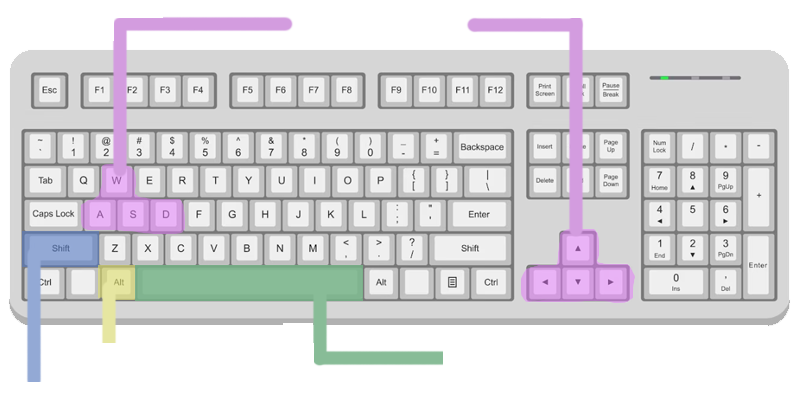 Esc F1 F2 F3 F4 F5 F6 F7 F8 F9 F10 F11 F12 Print Screen Pause Break
~ ` ! 1 @ 2 # 3 $ 4 % 5 ^ 6 & 7 * 8 ( 9 ) 0 _ - + = Backspace Insert Page Up Num Lock / * -
Tab Q W E R T Y U I O P { [ } ] | \ Delete Page Down 7 Home 8 ▲ 9 PgUp +
Caps Lock A S D F G H J K L : ; " ' Enter 4 ◄ 5 6 ►
Shift Z X C V B N M < , > . ? / Shift ▲ 1 End 2 ▼ 3 PgDn Enter
Ctrl Alt Alt Ctrl ◄ ▼ ► 0 Ins . Del